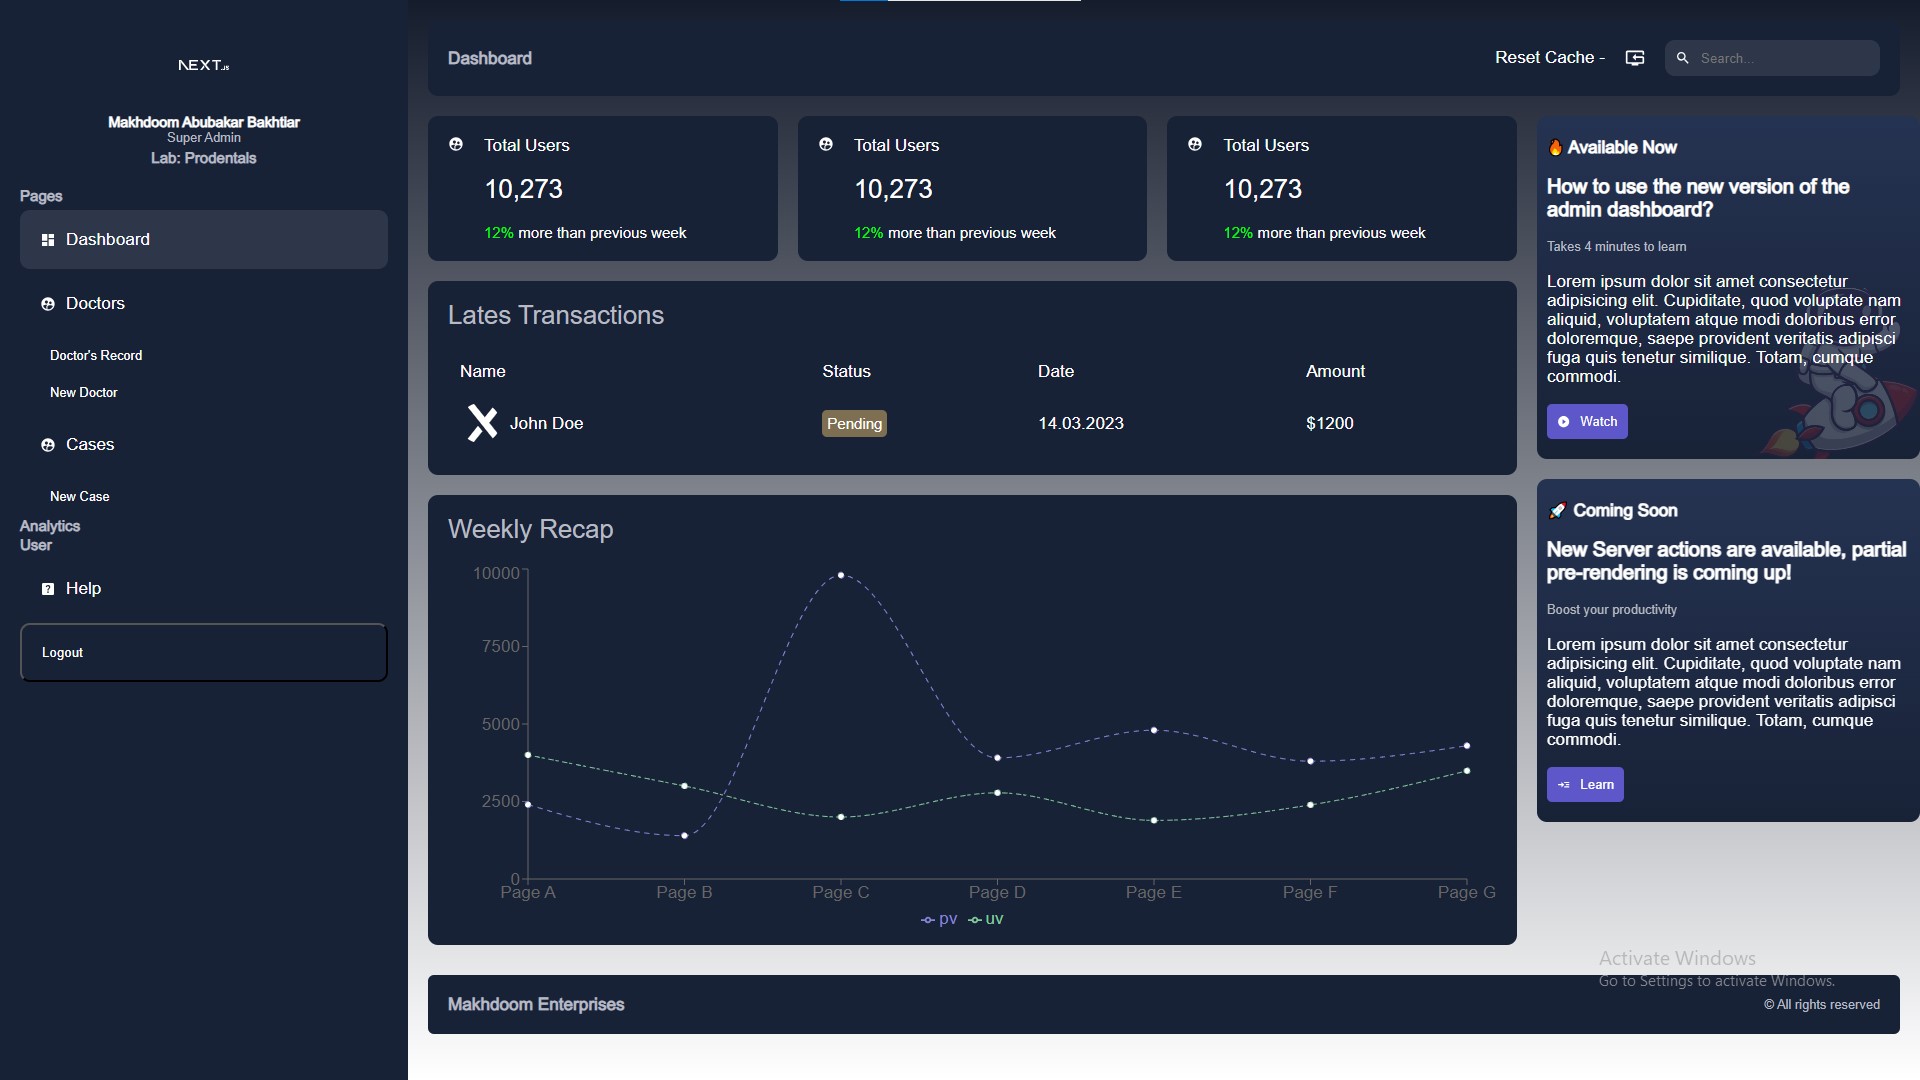 NEXT.JS
Makhdoom Abubakar Bakhtiar
Super Admin
Lab: Prodentals
Pages
Dashboard
Doctors
Doctor's Record
New Doctor
Cases
New Case
Analytics
User
Help
Logout
Dashboard
Reset Cache -
Search...
Total Users
10,273
12% more than previous week
Total Users
10,273
12% more than previous week
Total Users
10,273
12% more than previous week
Lates Transactions
Name Status Date Amount
John Doe Pending 14.03.2023 $1200
Weekly Recap
10000
7500
5000
2500
0
Page A Page B Page C Page D Page E Page F Page G
pv uv
🔥 Available Now
How to use the new version of the
admin dashboard?
Takes 4 minutes to learn
Lorem ipsum dolor sit amet consectetur
adipisicing elit. Cupiditate, quod voluptate nam
aliquid, voluptatem atque modi doloribus error
doloremque, saepe provident veritatis adipisci
fuga quis tenetur similique. Totam, cumque
commodi.
Watch
🚀 Coming Soon
New Server actions are available, partial
pre-rendering is coming up!
Boost your productivity
Lorem ipsum dolor sit amet consectetur
adipisicing elit. Cupiditate, quod voluptate nam
aliquid, voluptatem atque modi doloribus error
doloremque, saepe provident veritatis adipisci
fuga quis tenetur similique. Totam, cumque
commodi.
Learn
Activate Windows
Go to Settings to activate Windows.
Makhdoom Enterprises
© All rights reserved